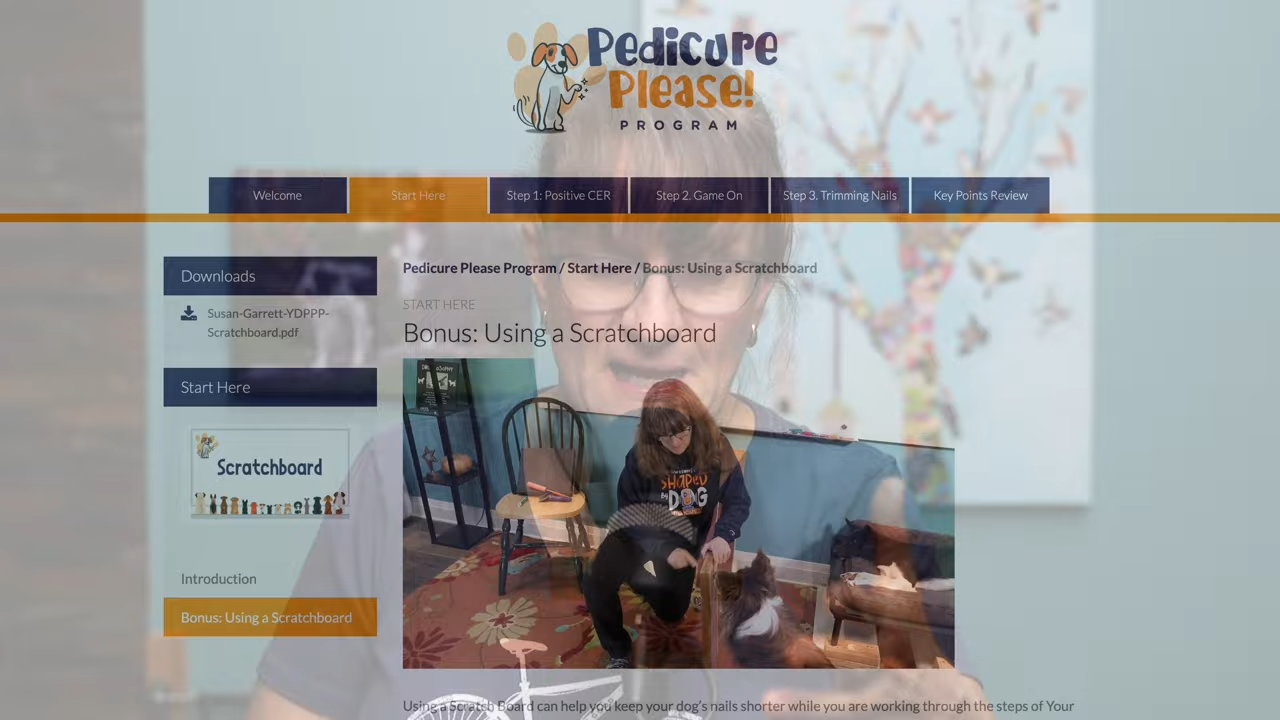 Pedicure
Please!
PROGRAM
Welcome
Start Here
Step 1: Positive CER
Step 2. Game On
Step 3. Trimming Nails
Key Points Review
Downloads
Susan-Garrett-YDPPP-
Scratchboard.pdf
Start Here
Scratchboard
Introduction
Bonus: Using a Scratchboard
Pedicure Please Program / Start Here / Bonus: Using a Scratchboard
START HERE
Bonus: Using a Scratchboard
SHAPED
BY
DOG
Using a Scratch Board can help you keep your dog's nails shorter while you are working through the steps of Your